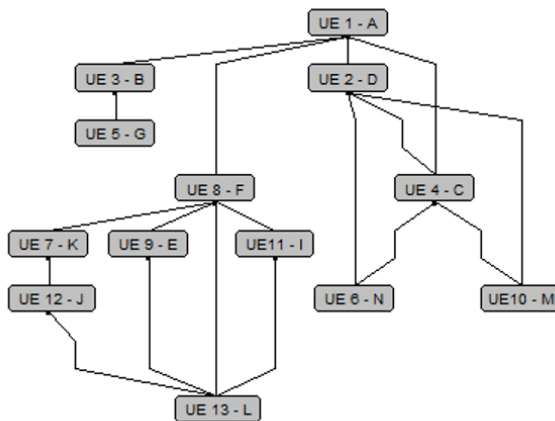 UE 1 - A
UE 3 - B
UE 2 - D
UE 5 - G
UE 8 - F
UE 4 - C
UE 7 - K
UE 9 - E
UE11 - I
UE 12 - J
UE 6 - N
UE10 - M
UE 13 - L